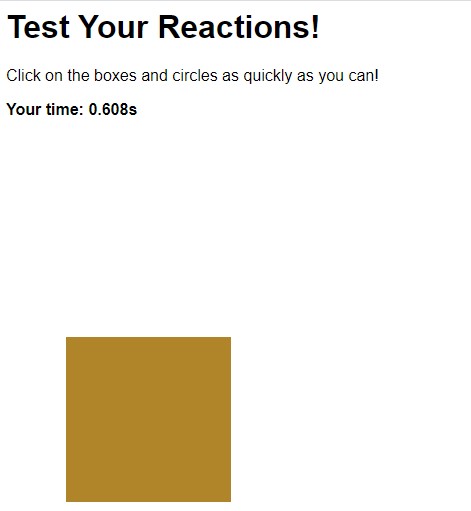 Test Your Reactions!
Click on the boxes and circles as quickly as you can!
Your time: 0.608s